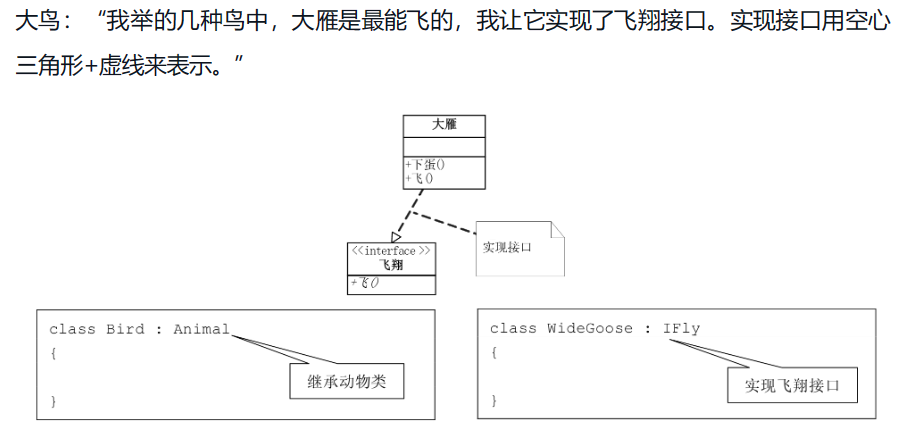 大鸟：“我举的几种鸟中，大雁是最能飞的，我让它实现了飞翔接口。实现接口用空心
三角形+虚线来表示。”
大雁
+下蛋()
+飞()
实现接口
<<interface>>
飞翔
+飞()
class Bird : Animal
{
继承动物类
}
class WideGoose : IFly
{
实现飞翔接口
}